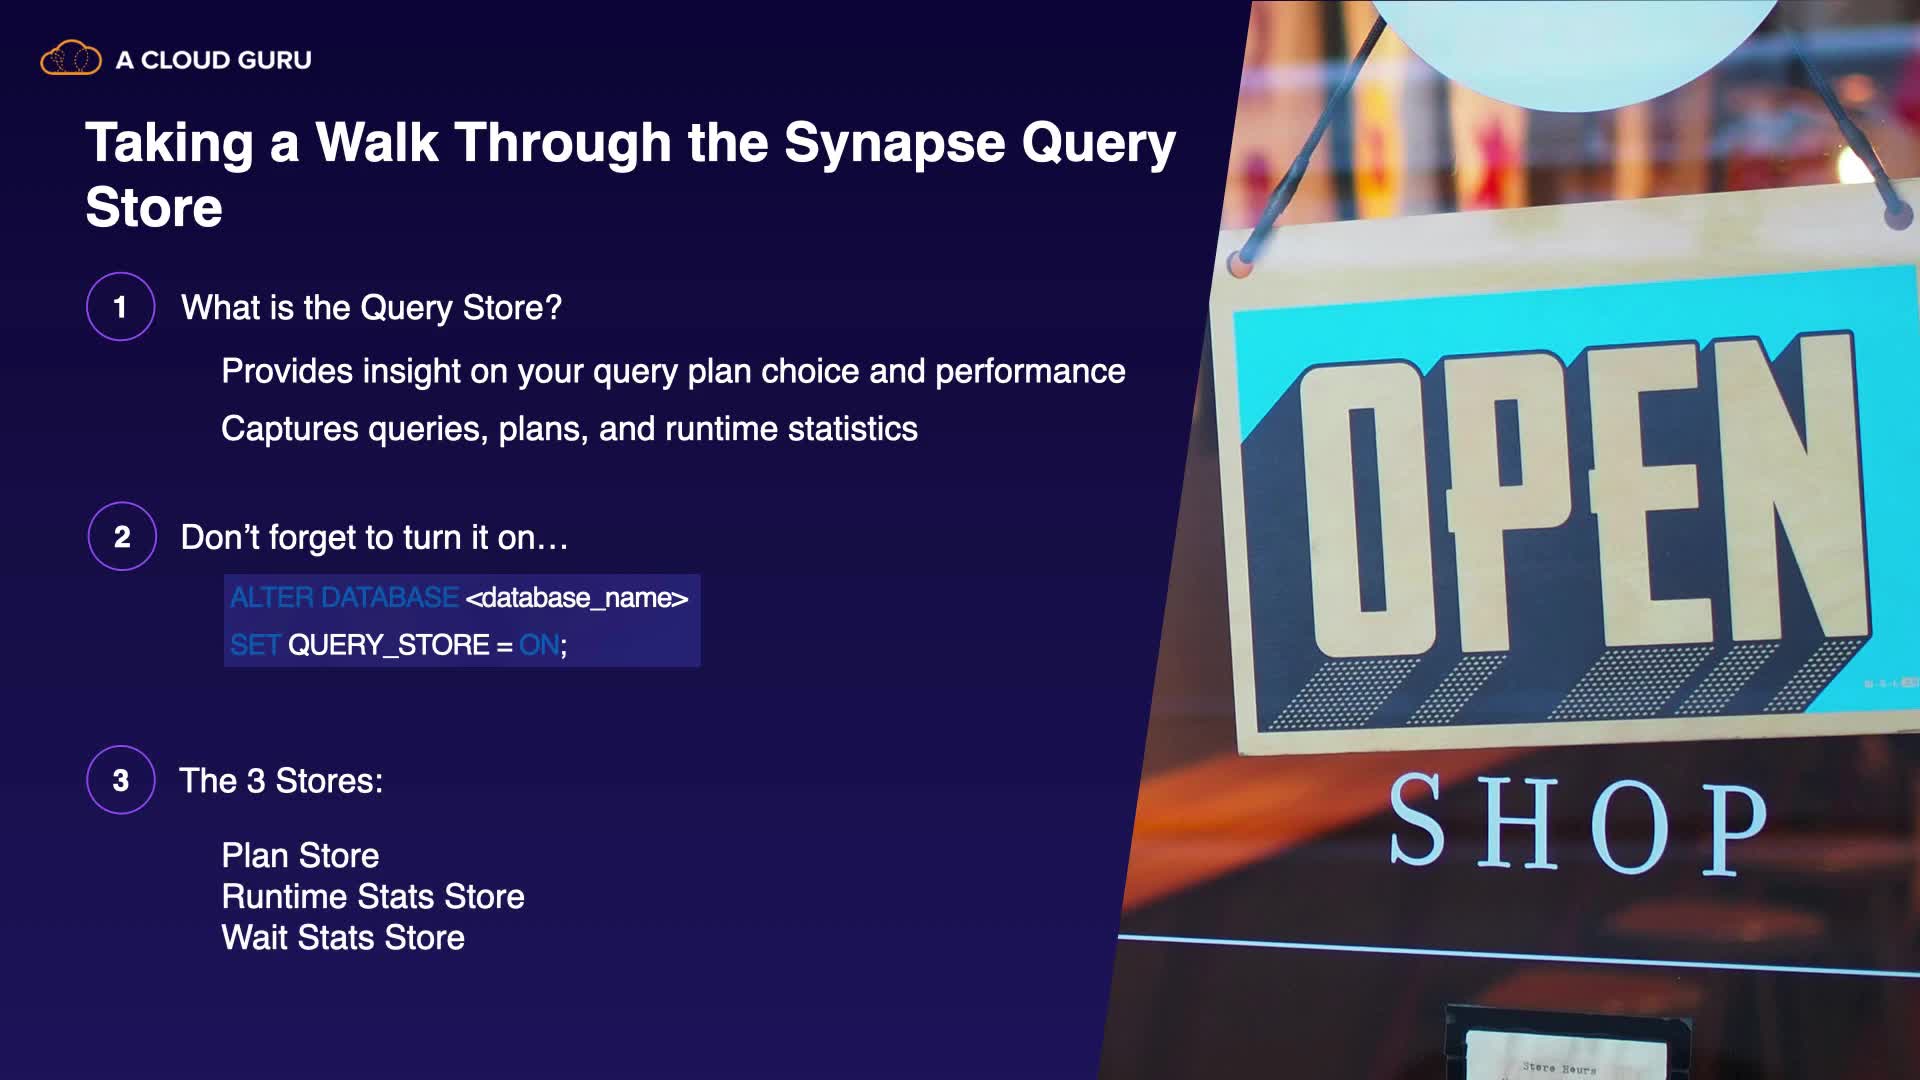 A CLOUD GURU
Taking a Walk Through the Synapse Query
Store
1 What is the Query Store?
Provides insight on your query plan choice and performance
Captures queries, plans, and runtime statistics
2 Don’t forget to turn it on…
ALTER DATABASE <database_name>
SET QUERY_STORE = ON;
3 The 3 Stores:
Plan Store
Runtime Stats Store
Wait Stats Store
OPEN
SHOP
Store Hours